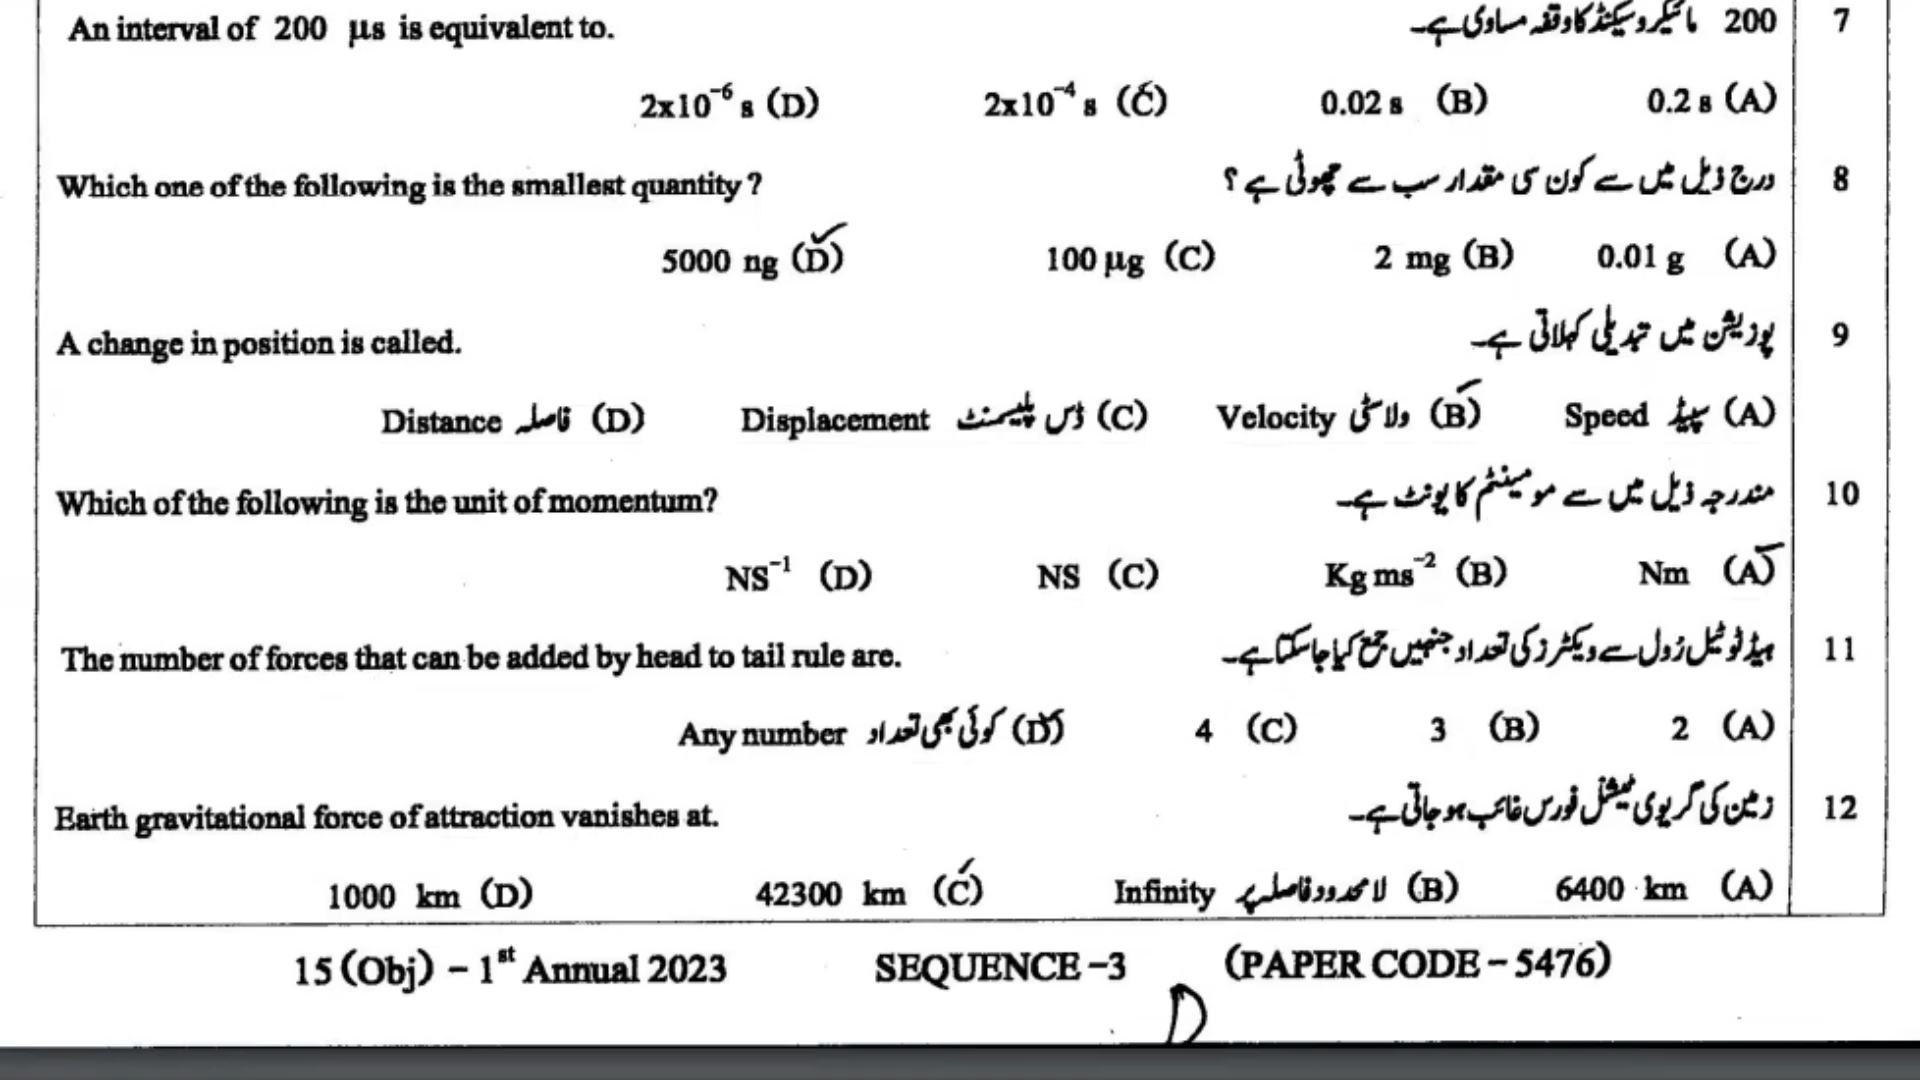 An interval of 200 µs is equivalent to. 200 مائیکرو سیکنڈ کا وقفہ مساوی ہے۔ 7
2x10⁻⁶ s (D) 2x10⁻⁴ s (C) 0.02 s (B) 0.2 s (A)
Which one of the following is the smallest quantity? درج ذیل میں سے کون سی مقدار سب سے چھوٹی ہے ؟ 8
5000 ng (D) 100 µg (C) 2 mg (B) 0.01 g (A)
A change in position is called. پوزیشن میں تبدیلی کہلاتی ہے۔ 9
Distance فاصلہ (D) Displacement ڈس پلیسمنٹ (C) Velocity ولاسٹی (B) Speed سپیڈ (A)
Which of the following is the unit of momentum? مندرجہ ذیل میں سے مومینٹم کا یونٹ ہے۔ 10
NS⁻¹ (D) NS (C) Kg ms⁻² (B) Nm (A)
The number of forces that can be added by head to tail rule are. ہیڈ ٹو ٹیل رُول سے ویکٹرز کی تعداد جنہیں جمع کیا جا سکتا ہے۔ 11
Any number کوئی بھی تعداد (D) 4 (C) 3 (B) 2 (A)
Earth gravitational force of attraction vanishes at. زمین کی گریوی ٹیشنل فورس غائب ہو جاتی ہے۔ 12
1000 km (D) 42300 km (C) Infinity لا محدود فاصلہ پر (B) 6400 km (A)
15 (Obj) – 1ˢᵗ Annual 2023 SEQUENCE –3 (PAPER CODE – 5476)
D